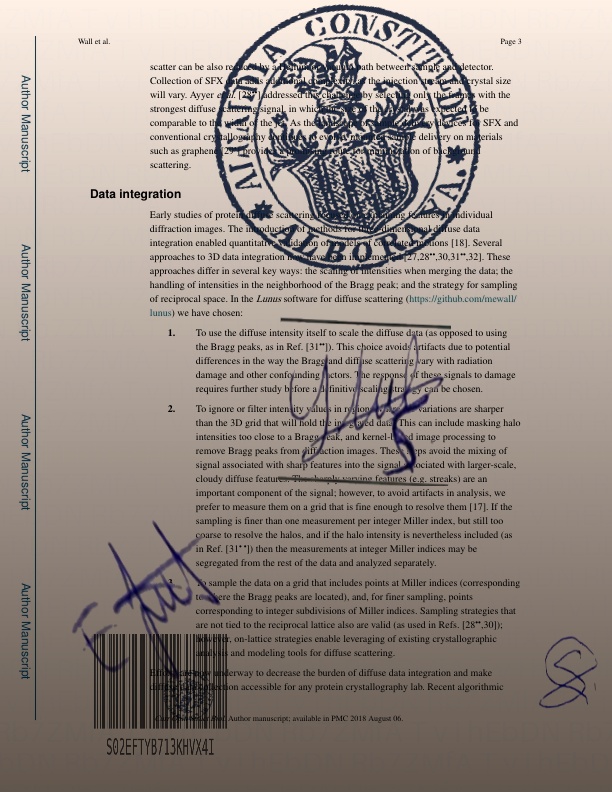 Wall et al.
Page 3
scatter can be also by a path between sample and detector.
Collection of SFX the injection stream and crystal size
will vary. Ayyer et al. [28•] addressed this by selecting only the frames with the
strongest diffuse scattering signal, in which the to be
comparable to the width of the As the for SFX and
conventional crystallography sample delivery on materials
such as graphene [29•] provides a of background
scattering.
Data integration
Early studies of protein diffuse scattering features in individual
diffraction images. The introduction of methods for three-dimensional diffuse data
integration enabled quantitative validation of models of correlated motions [18]. Several
approaches to 3D data integration have been implemented [27,28••,30,31••,32]. These
approaches differ in several key ways: the scaling of intensities when merging the data; the
handling of intensities in the neighborhood of the Bragg peak; and the strategy for sampling
of reciprocal space. In the Lunus software for diffuse scattering (https://github.com/mewall/
lunus) we have chosen:
1. To use the diffuse intensity itself to scale the diffuse data (as opposed to using
the Bragg peaks, as in Ref. [31••]). This choice avoids artifacts due to potential
differences in the way the Bragg and diffuse scattering vary with radiation
damage and other confounding factors. The response of these signals to damage
requires further study before a definitive scaling strategy can be chosen.
2. To ignore or filter intensity values in regions where the variations are sharper
than the 3D grid that will hold the integrated data. This can include masking halo
intensities too close to a Bragg peak, and kernel-based image processing to
remove Bragg peaks from diffraction images. These steps avoid the mixing of
signal associated with sharp features into the signal associated with larger-scale,
cloudy diffuse features. The sharply varying features (e.g. streaks) are an
important component of the signal; however, to avoid artifacts in analysis, we
prefer to measure them on a grid that is fine enough to resolve them [17]. If the
sampling is finer than one measurement per integer Miller index, but still too
coarse to resolve the halos, and if the halo intensity is nevertheless included (as
in Ref. [31••]) then the measurements at integer Miller indices may be
segregated from the rest of the data and analyzed separately.
3. To sample the data on a grid that includes points at Miller indices (corresponding
to where the Bragg peaks are located), and, for finer sampling, points
corresponding to integer subdivisions of Miller indices. Sampling strategies that
are not tied to the reciprocal lattice also are valid (as used in Refs. [28••,30]);
however, on-lattice strategies enable leveraging of existing crystallographic
analysis and modeling tools for diffuse scattering.
Efforts are now underway to decrease the burden of diffuse data integration and make
diffuse data collection accessible for any protein crystallography lab. Recent algorithmic
Author manuscript; available in PMC 2018 August 06.
Author Manuscript
Author Manuscript
Author Manuscript
Author Manuscript
S02EFTYB713KHVX4I